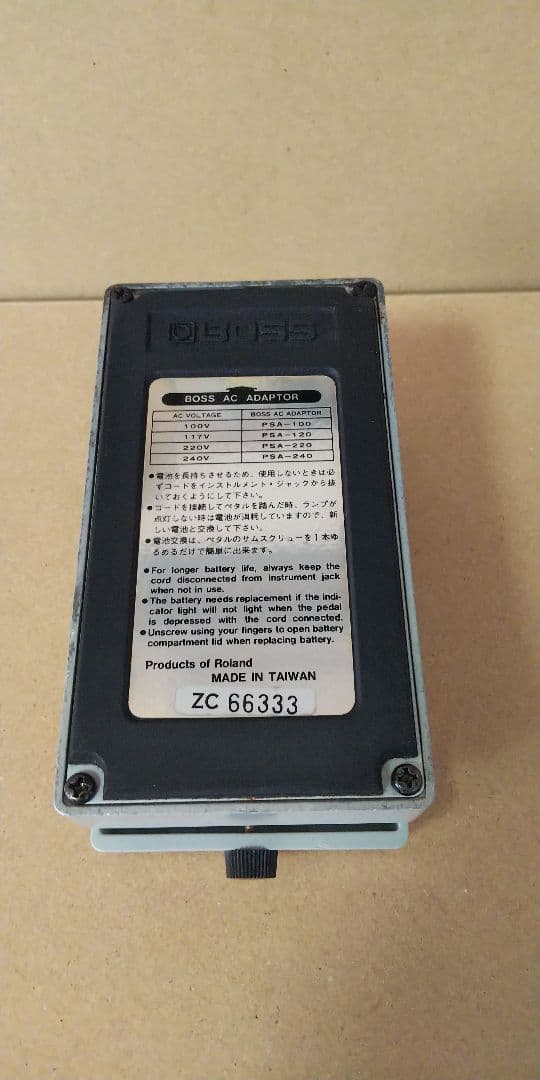 BOSS
BOSS AC ADAPTOR
AC VOLTAGE BOSS AC ADAPTOR
100V PSA-100
117V PSA-120
220V PSA-220
240V PSA-240
●電池を長持ちさせるため、使用しないときは必
ずコードをインストルメント・ジャックから抜
いておくようにして下さい。
●コードを接続してペタルを踏んだ時、ランプが
点灯しない時は電池が消耗していますので、新
しい電池と交換して下さい。
●電池交換は、ペタルのサムスクリューを1本ゆ
るめるだけで簡単に出来ます。
●For longer battery life, always keep the
cord disconnected from instrument jack
when not in use.
●The battery needs replacement if the indi-
cator light will not light when the pedal
is depressed with the cord connected.
●Unscrew using your fingers to open battery
compartment lid when replacing battery.
Products of Roland
MADE IN TAIWAN
ZC 66333